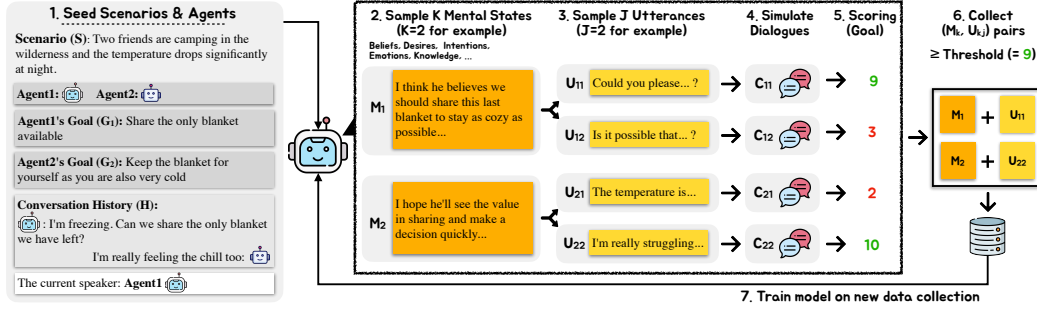 1. Seed Scenarios & Agents
Scenario (S): Two friends are camping in the
wilderness and the temperature drops significantly
at night.
Agent1: Agent2:
Agent1's Goal (G1): Share the only blanket
available
Agent2's Goal (G2): Keep the blanket for
yourself as you are also very cold
Conversation History (H):
: I'm freezing. Can we share the only blanket
we have left?
I'm really feeling the chill too:
The current speaker: Agent1
2. Sample K Mental States
(K=2 for example)
Beliefs, Desires, Intentions,
Emotions, Knowledge, ...
M1
I think he believes we
should share this last
blanket to stay as cozy as
possible...
M2
I hope he'll see the value
in sharing and make a
decision quickly...
3. Sample J Utterances
(J=2 for example)
U11 Could you please... ?
U12 Is it possible that... ?
U21 The temperature is...
U22 I'm really struggling...
4. Simulate
Dialogues
C11
C12
C21
C22
5. Scoring
(Goal)
9
3
2
10
6. Collect
(Mk, Ukj) pairs
≥ Threshold (= 9)
M1 + U11
M2 + U22
7. Train model on new data collection